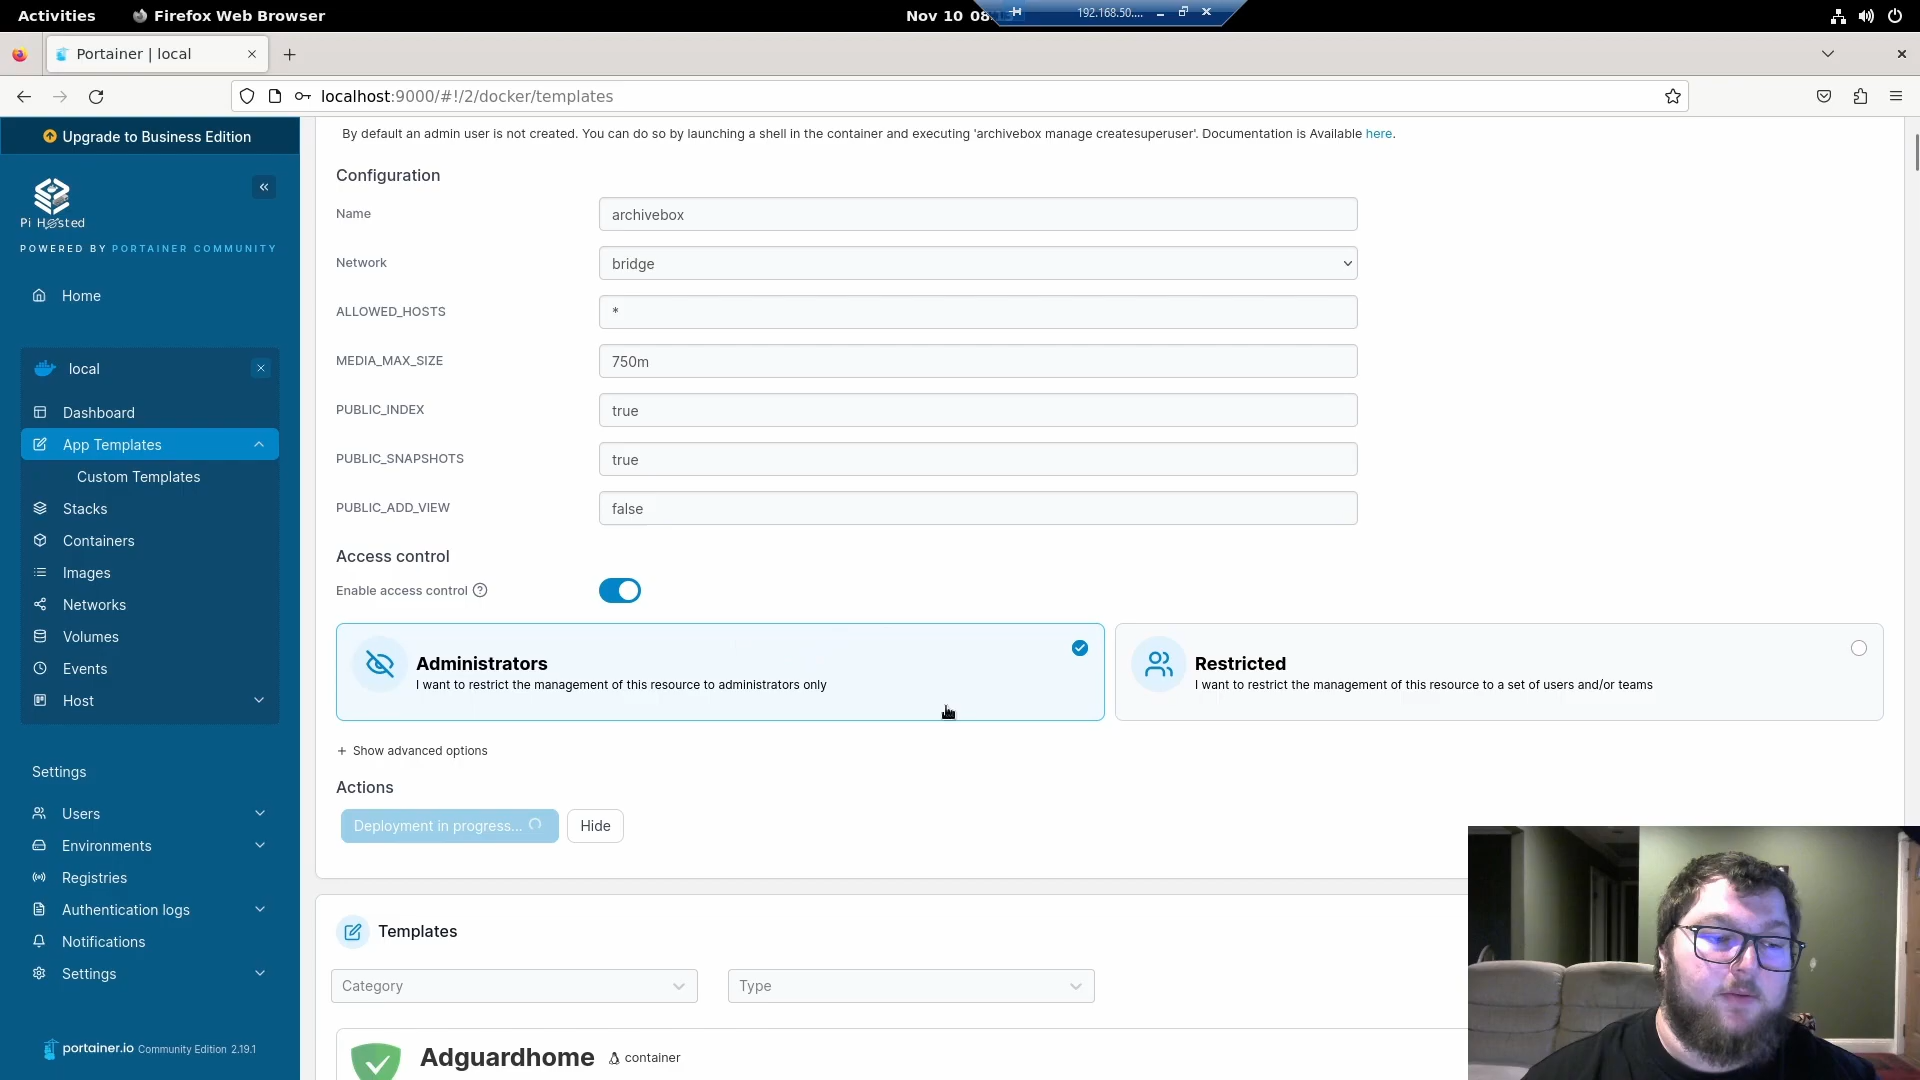 Activities
Firefox Web Browser
Nov 10 08:
192.168.50....
Portainer | local
localhost:9000/#!/2/docker/templates
Upgrade to Business Edition
Pi Hosted
POWERED BY PORTAINER COMMUNITY
Home
local
Dashboard
App Templates
Custom Templates
Stacks
Containers
Images
Networks
Volumes
Events
Host
Settings
Users
Environments
Registries
Authentication logs
Notifications
Settings
portainer.io Community Edition 2.19.1
By default an admin user is not created. You can do so by launching a shell in the container and executing 'archivebox manage createsuperuser'. Documentation is Available here.
Configuration
Name
archivebox
Network
bridge
ALLOWED_HOSTS
*
MEDIA_MAX_SIZE
750m
PUBLIC_INDEX
true
PUBLIC_SNAPSHOTS
true
PUBLIC_ADD_VIEW
false
Access control
Enable access control
Administrators
I want to restrict the management of this resource to administrators only
Restricted
I want to restrict the management of this resource to a set of users and/or teams
+ Show advanced options
Actions
Deployment in progress...
Hide
Templates
Category
Type
Adguardhome
container